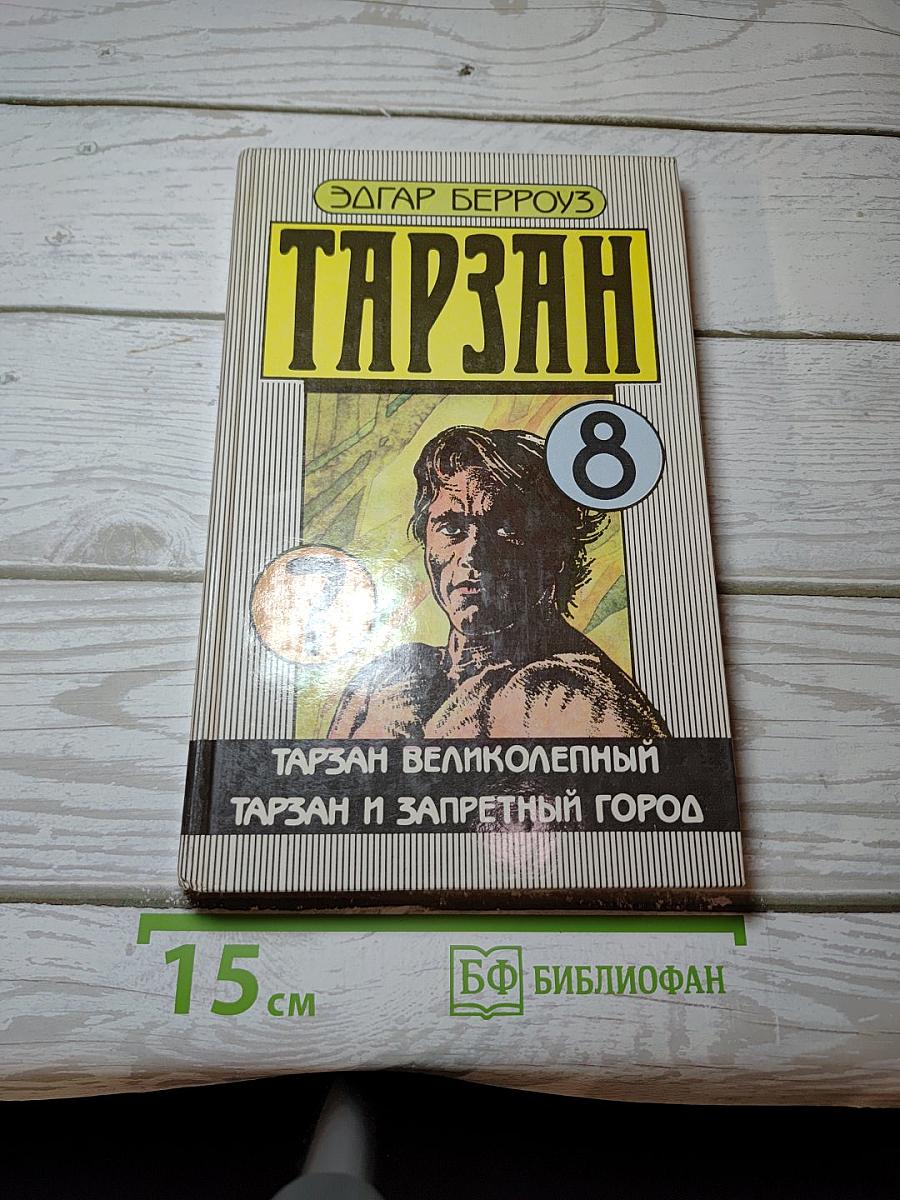 ЭДГАР БЕРРОУЗ
ТАРЗАН
8
ТАРЗАН ВЕЛИКОЛЕПНЫЙ
ТАРЗАН И ЗАПРЕТНЫЙ ГОРОД
15 см
БФ БИБЛИОФАН